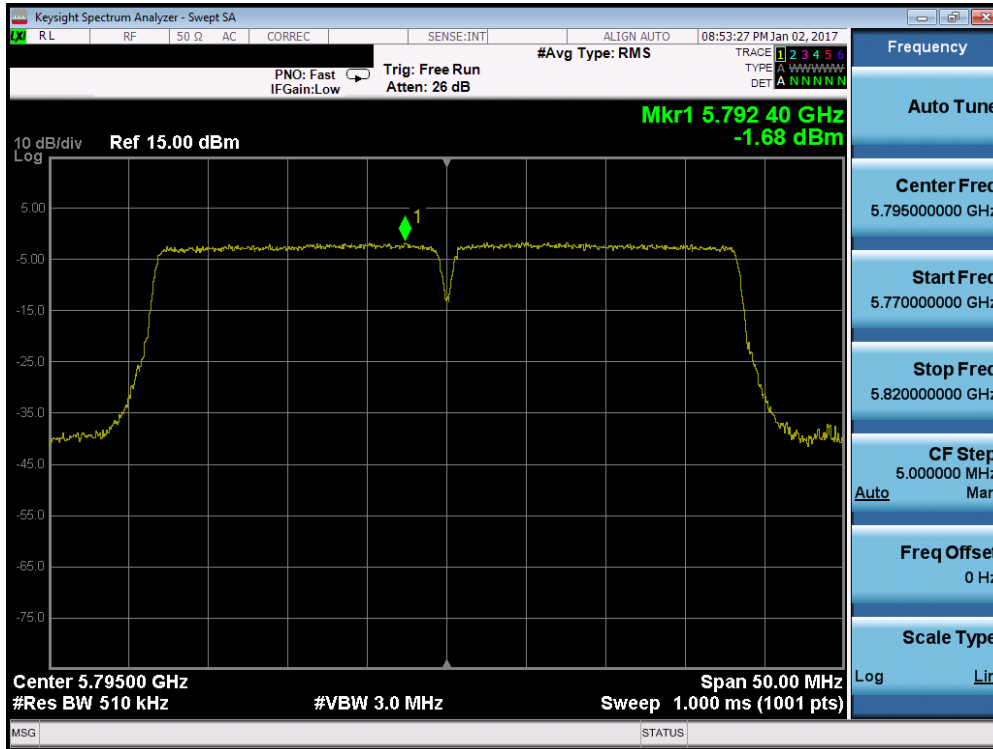 Keysight Spectrum Analyzer - Swept SA
LXI RL RF 50 Ω AC CORREC SENSE:INT ALIGN AUTO 08:53:27 PM Jan 02, 2017
#Avg Type: RMS
TRACE 1 2 3 4 5 6
TYPE A WWWWW
DET A N N N N N
PNO: Fast Trig: Free Run
IFGain:Low Atten: 26 dB
Mkr1 5.792 40 GHz
-1.68 dBm
10 dB/div Ref 15.00 dBm
Log
1
5.00
-5.00
-15.0
-25.0
-35.0
-45.0
-55.0
-65.0
-75.0
Center 5.79500 GHz Span 50.00 MHz
#Res BW 510 kHz #VBW 3.0 MHz Sweep 1.000 ms (1001 pts)
MSG STATUS
Frequency
Auto Tune
Center Freq
5.795000000 GHz
Start Freq
5.770000000 GHz
Stop Freq
5.820000000 GHz
CF Step
5.000000 MHz
Auto Man
Freq Offset
0 Hz
Scale Type
Log Lin